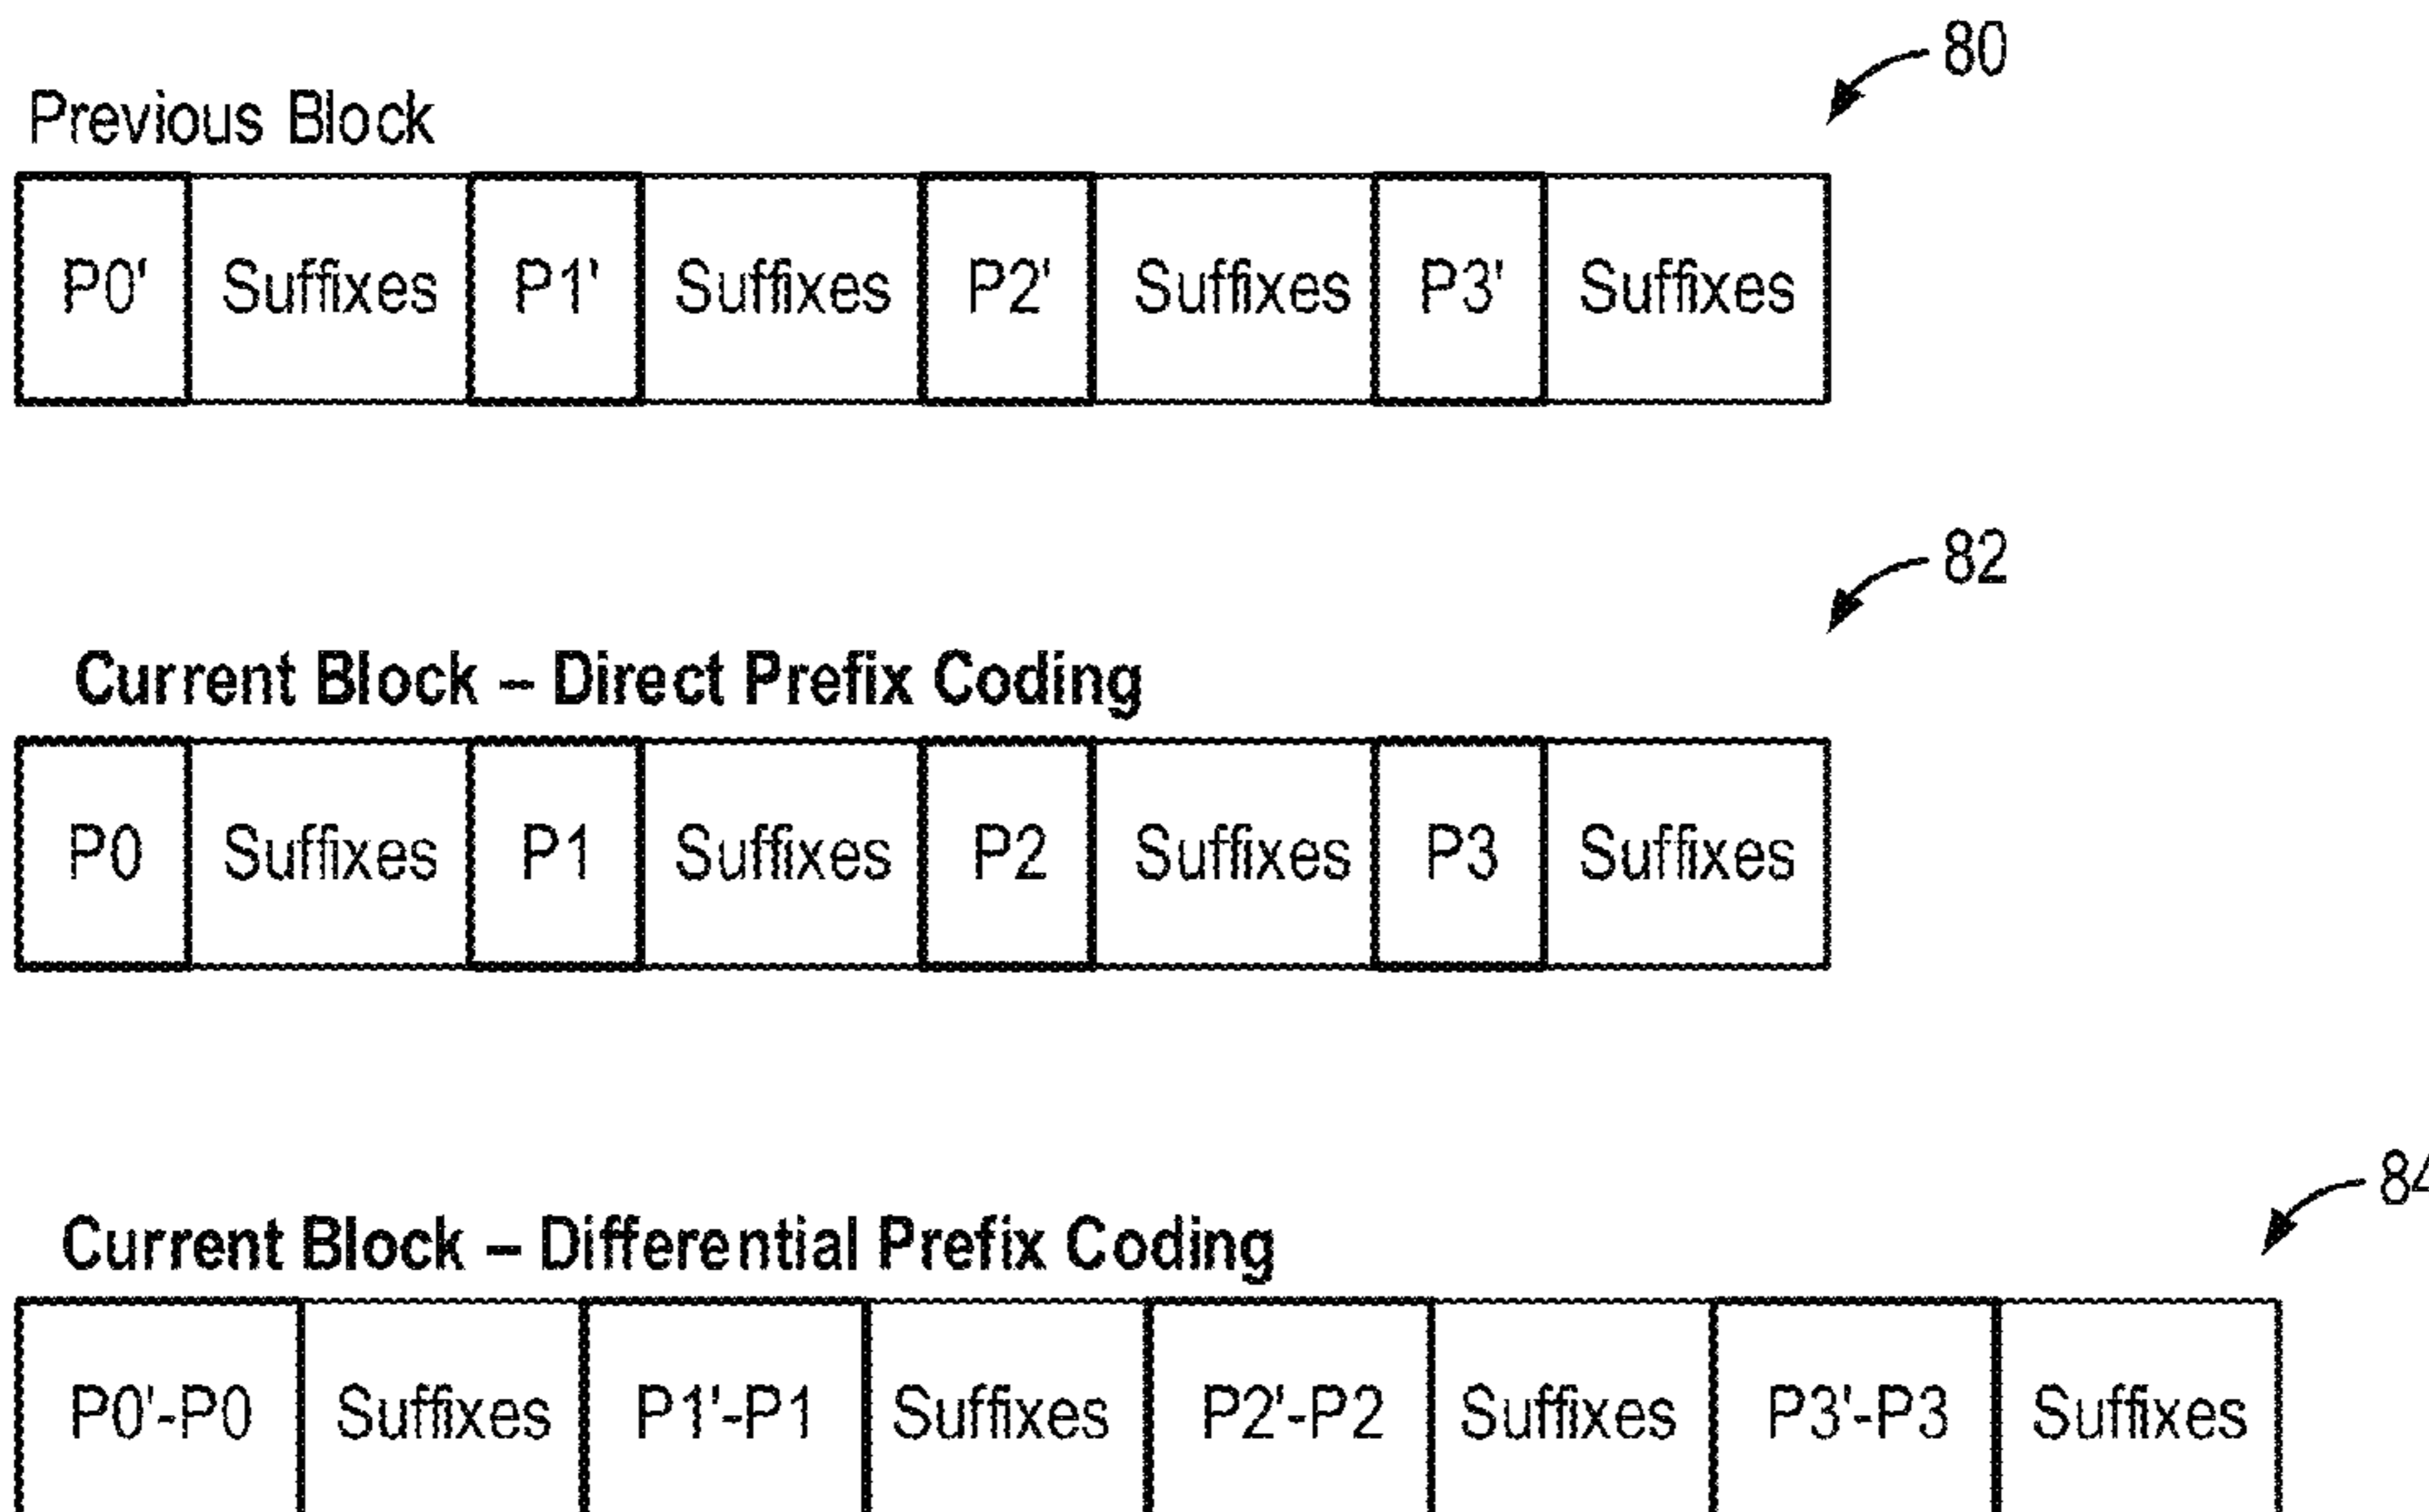 80
Previous Block
P0' Suffixes P1' Suffixes P2' Suffixes P3' Suffixes
82
Current Block – Direct Prefix Coding
P0 Suffixes P1 Suffixes P2 Suffixes P3 Suffixes
84
Current Block – Differential Prefix Coding
P0'-P0 Suffixes P1'-P1 Suffixes P2'-P2 Suffixes P3'-P3 Suffixes